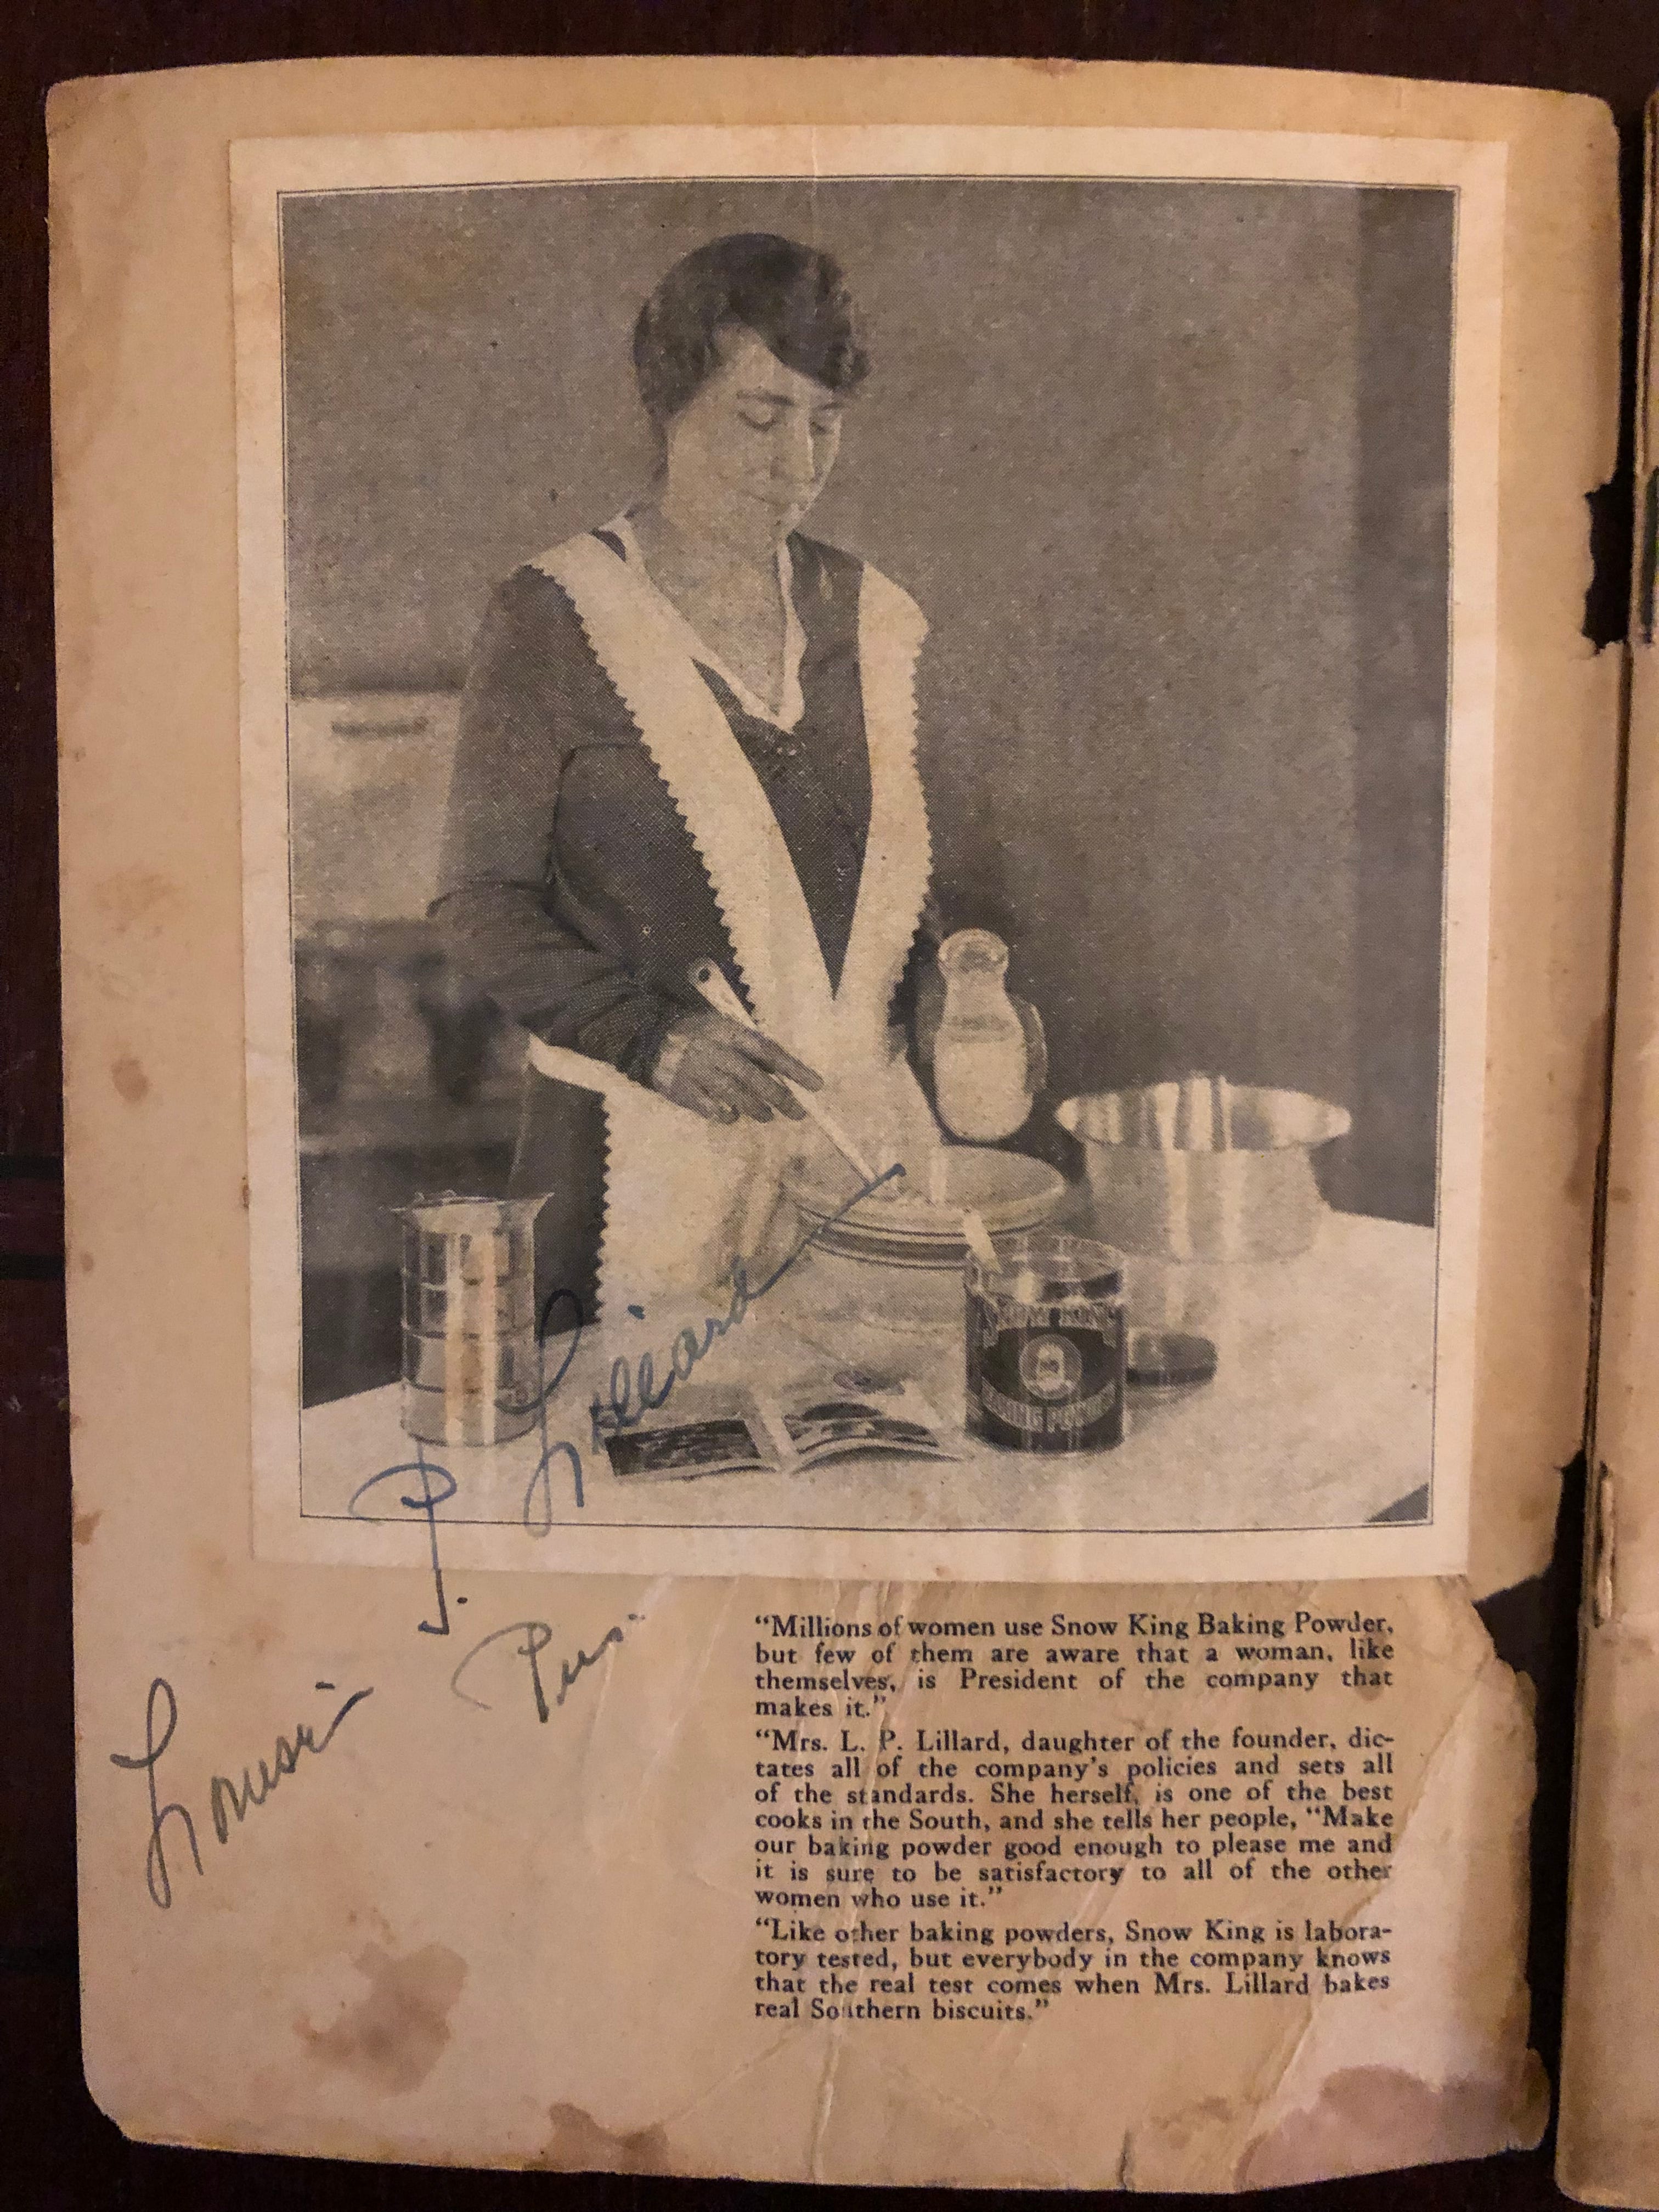 SNOW KING
BAKING POWDER
Louise P. Lillard
Pres.
“Millions of women use Snow King Baking Powder,
but few of them are aware that a woman, like
themselves, is President of the company that
makes it.”
“Mrs. L. P. Lillard, daughter of the founder, dic-
tates all of the company's policies and sets all
of the standards. She herself, is one of the best
cooks in the South, and she tells her people, “Make
our baking powder good enough to please me and
it is sure to be satisfactory to all of the other
women who use it.”
“Like other baking powders, Snow King is labora-
tory tested, but everybody in the company knows
that the real test comes when Mrs. Lillard bakes
real Southern biscuits.”